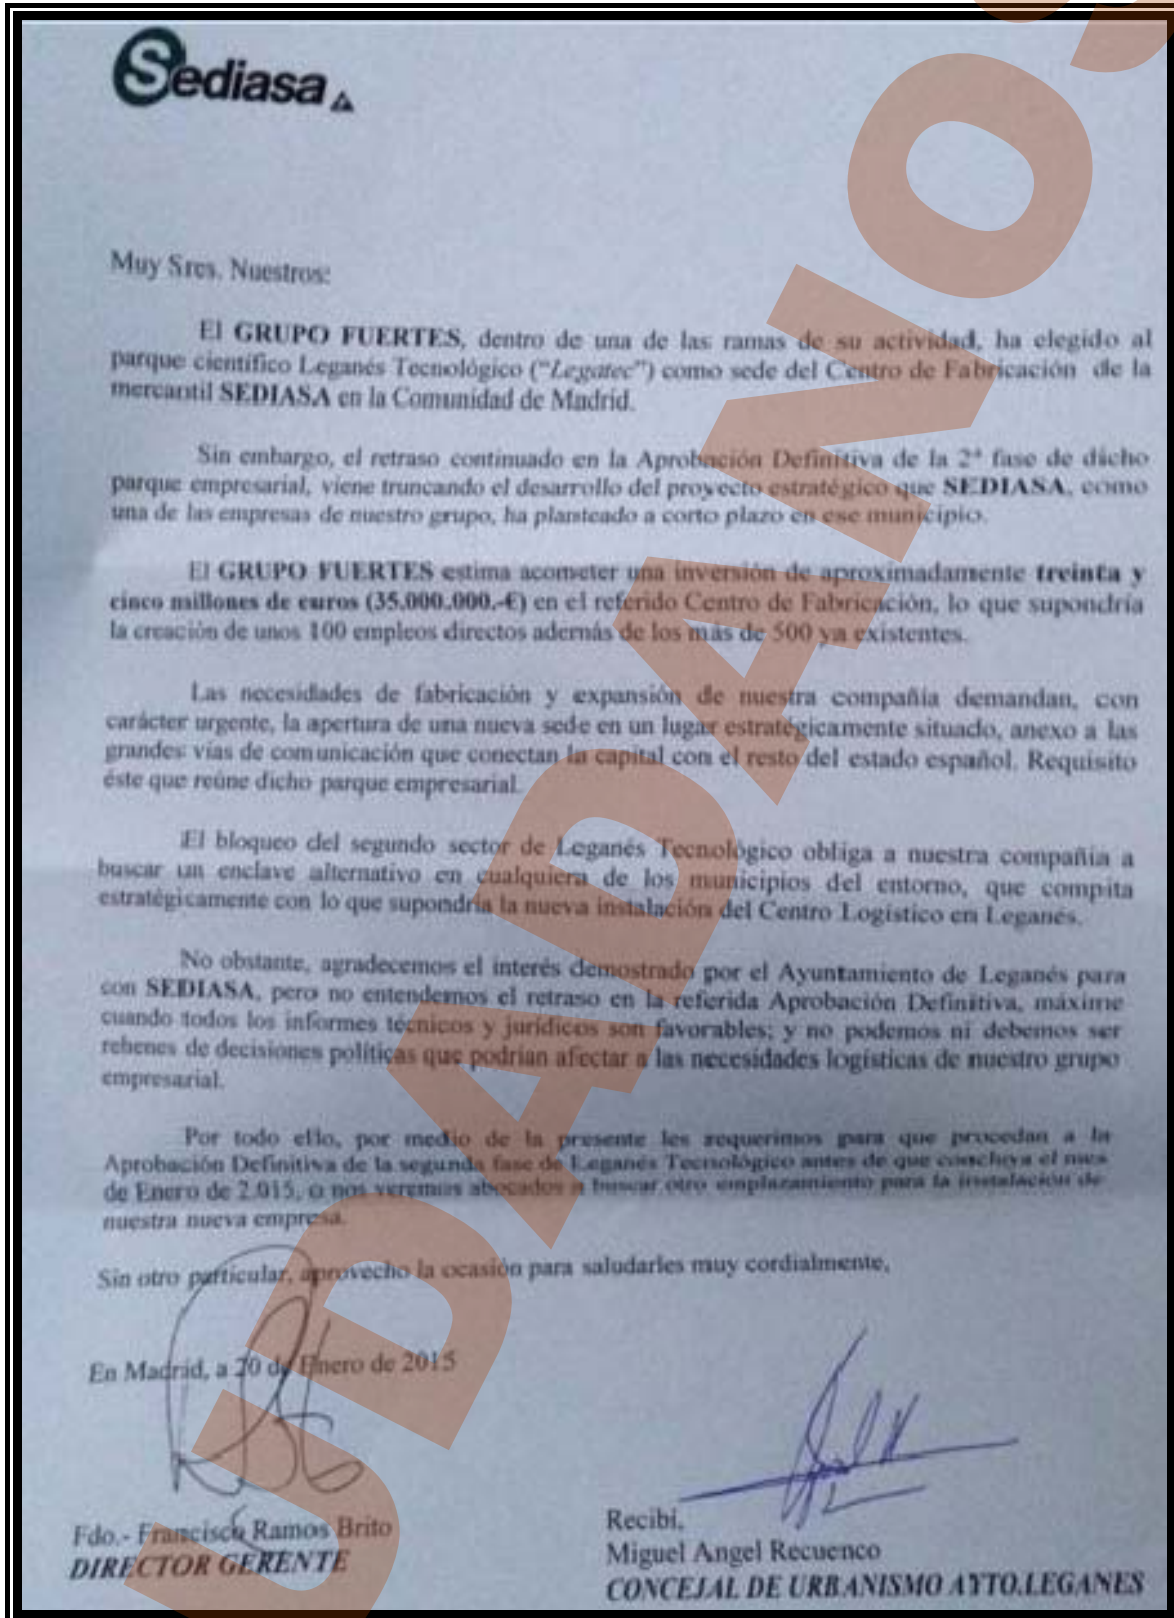 Sediasa
Muy Sres. Nuestros:
El GRUPO FUERTES, dentro de una de las ramas de su actividad, ha elegido al
parque científico Leganés Tecnológico ("Legatec") como sede del Centro de Fabricación de la
mercantil SEDIASA en la Comunidad de Madrid.
Sin embargo, el retraso continuado en la Aprobación Definitiva de la 2ª fase de dicho
parque empresarial, viene truncando el desarrollo del proyecto estratégico que SEDIASA, como
una de las empresas de nuestro grupo, ha planteado a corto plazo en ese municipio.
El GRUPO FUERTES estima acometer una inversión de aproximadamente treinta y
cinco millones de euros (35.000.000.-€) en el referido Centro de Fabricación, lo que supondría
la creación de unos 100 empleos directos además de los más de 500 ya existentes.
Las necesidades de fabricación y expansión de nuestra compañía demandan, con
carácter urgente, la apertura de una nueva sede en un lugar estratégicamente situado, anexo a las
grandes vías de comunicación que conectan la capital con el resto del estado español. Requisito
éste que reúne dicho parque empresarial.
El bloqueo del segundo sector de Leganés Tecnológico obliga a nuestra compañía a
buscar un enclave alternativo en cualquiera de los municipios del entorno, que compita
estratégicamente con lo que supondría la nueva instalación del Centro Logístico en Leganés.
No obstante, agradecemos el interés demostrado por el Ayuntamiento de Leganés para
con SEDIASA, pero no entendemos el retraso en la referida Aprobación Definitiva, máxime
cuando todos los informes técnicos y jurídicos son favorables; y no podemos ni debemos ser
rehenes de decisiones políticas que podrían afectar a las necesidades logísticas de nuestro grupo
empresarial.
Por todo ello, por medio de la presente les requerimos para que procedan a la
Aprobación Definitiva de la segunda fase de Leganés Tecnológico antes de que concluya el mes
de Enero de 2.015, o nos veremos abocados a buscar otro emplazamiento para la instalación de
nuestra nueva empresa.
Sin otro particular, aprovecho la ocasión para saludarles muy cordialmente,
En Madrid, a 20 de Enero de 2015
Fdo.- Francisco Ramos Brito
DIRECTOR GERENTE
Recibí,
Miguel Angel Recuenco
CONCEJAL DE URBANISMO AYTO.LEGANES
UDADANOS